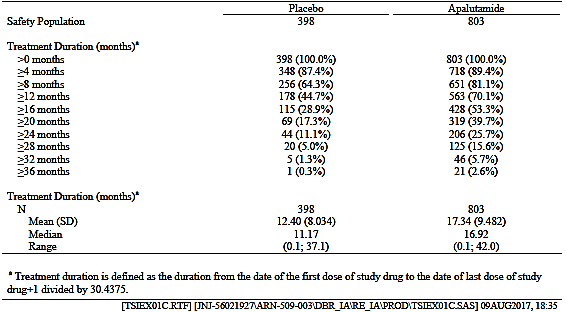 Placebo Apalutamide
Safety Population 398 803
Treatment Duration (months)ª
>0 months 398 (100.0%) 803 (100.0%)
≥4 months 348 (87.4%) 718 (89.4%)
≥8 months 256 (64.3%) 651 (81.1%)
≥12 months 178 (44.7%) 563 (70.1%)
≥16 months 115 (28.9%) 428 (53.3%)
≥20 months 69 (17.3%) 319 (39.7%)
≥24 months 44 (11.1%) 206 (25.7%)
≥28 months 20 (5.0%) 125 (15.6%)
≥32 months 5 (1.3%) 46 (5.7%)
≥36 months 1 (0.3%) 21 (2.6%)
Treatment Duration (months)ª
N 398 803
Mean (SD) 12.40 (8.034) 17.34 (9.482)
Median 11.17 16.92
Range (0.1; 37.1) (0.1; 42.0)
ª Treatment duration is defined as the duration from the date of the first dose of study drug to the date of last dose of study
drug+1 divided by 30.4375.
[TSIEX01C.RTF] [JNJ-56021927\ARN-509-003\DBR_IA\RE_IA\PROD\TSIEX01C.SAS] 09AUG2017, 18:35